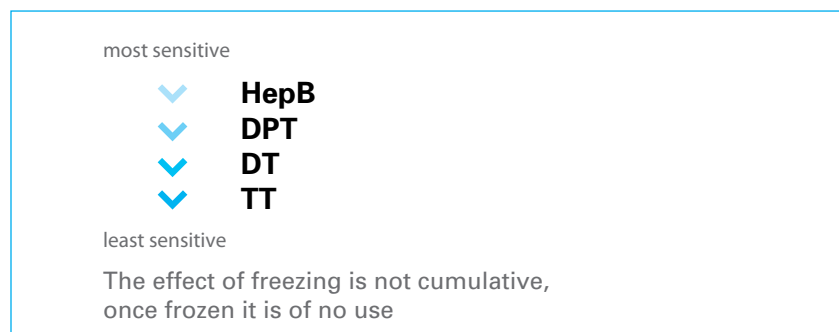 most sensitive
HepB
DPT
DT
TT
least sensitive
The effect of freezing is not cumulative,
once frozen it is of no use